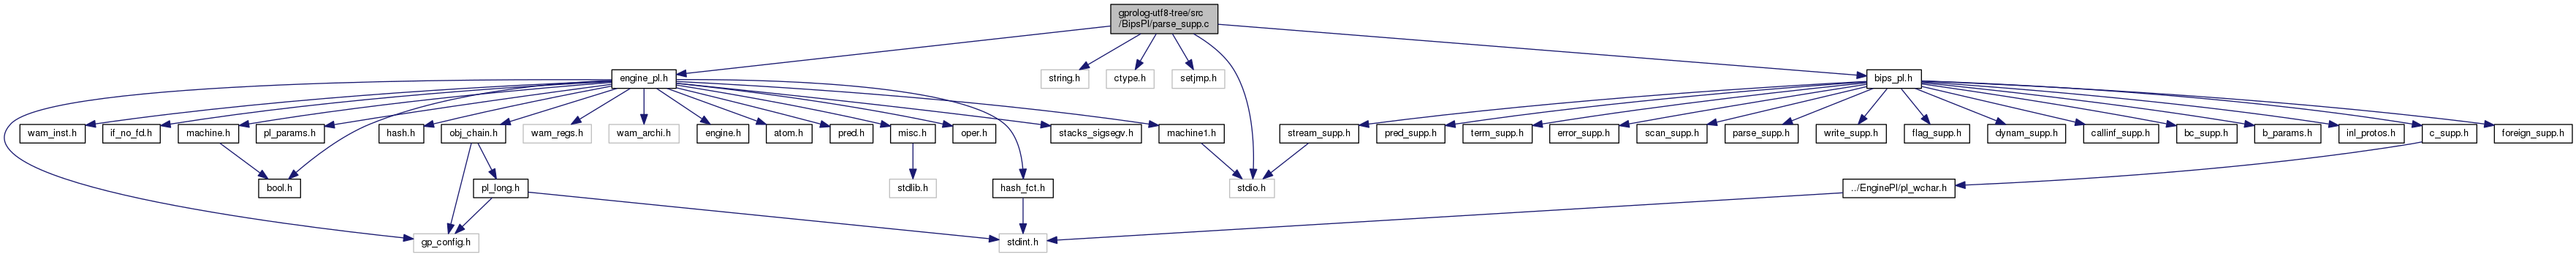 gprolog-utf8-tree/src
/BipsPl/parse_supp.c
engine_pl.h
string.h
ctype.h
setjmp.h
bips_pl.h
wam_inst.h
if_no_fd.h
machine.h
pl_params.h
hash.h
obj_chain.h
wam_regs.h
wam_archi.h
engine.h
atom.h
pred.h
misc.h
oper.h
stacks_sigsegv.h
machine1.h
stream_supp.h
pred_supp.h
term_supp.h
error_supp.h
scan_supp.h
parse_supp.h
write_supp.h
flag_supp.h
dynam_supp.h
callinf_supp.h
bc_supp.h
b_params.h
inl_protos.h
c_supp.h
foreign_supp.h
bool.h
pl_long.h
stdlib.h
hash_fct.h
stdio.h
../EnginePl/pl_wchar.h
gp_config.h
stdint.h